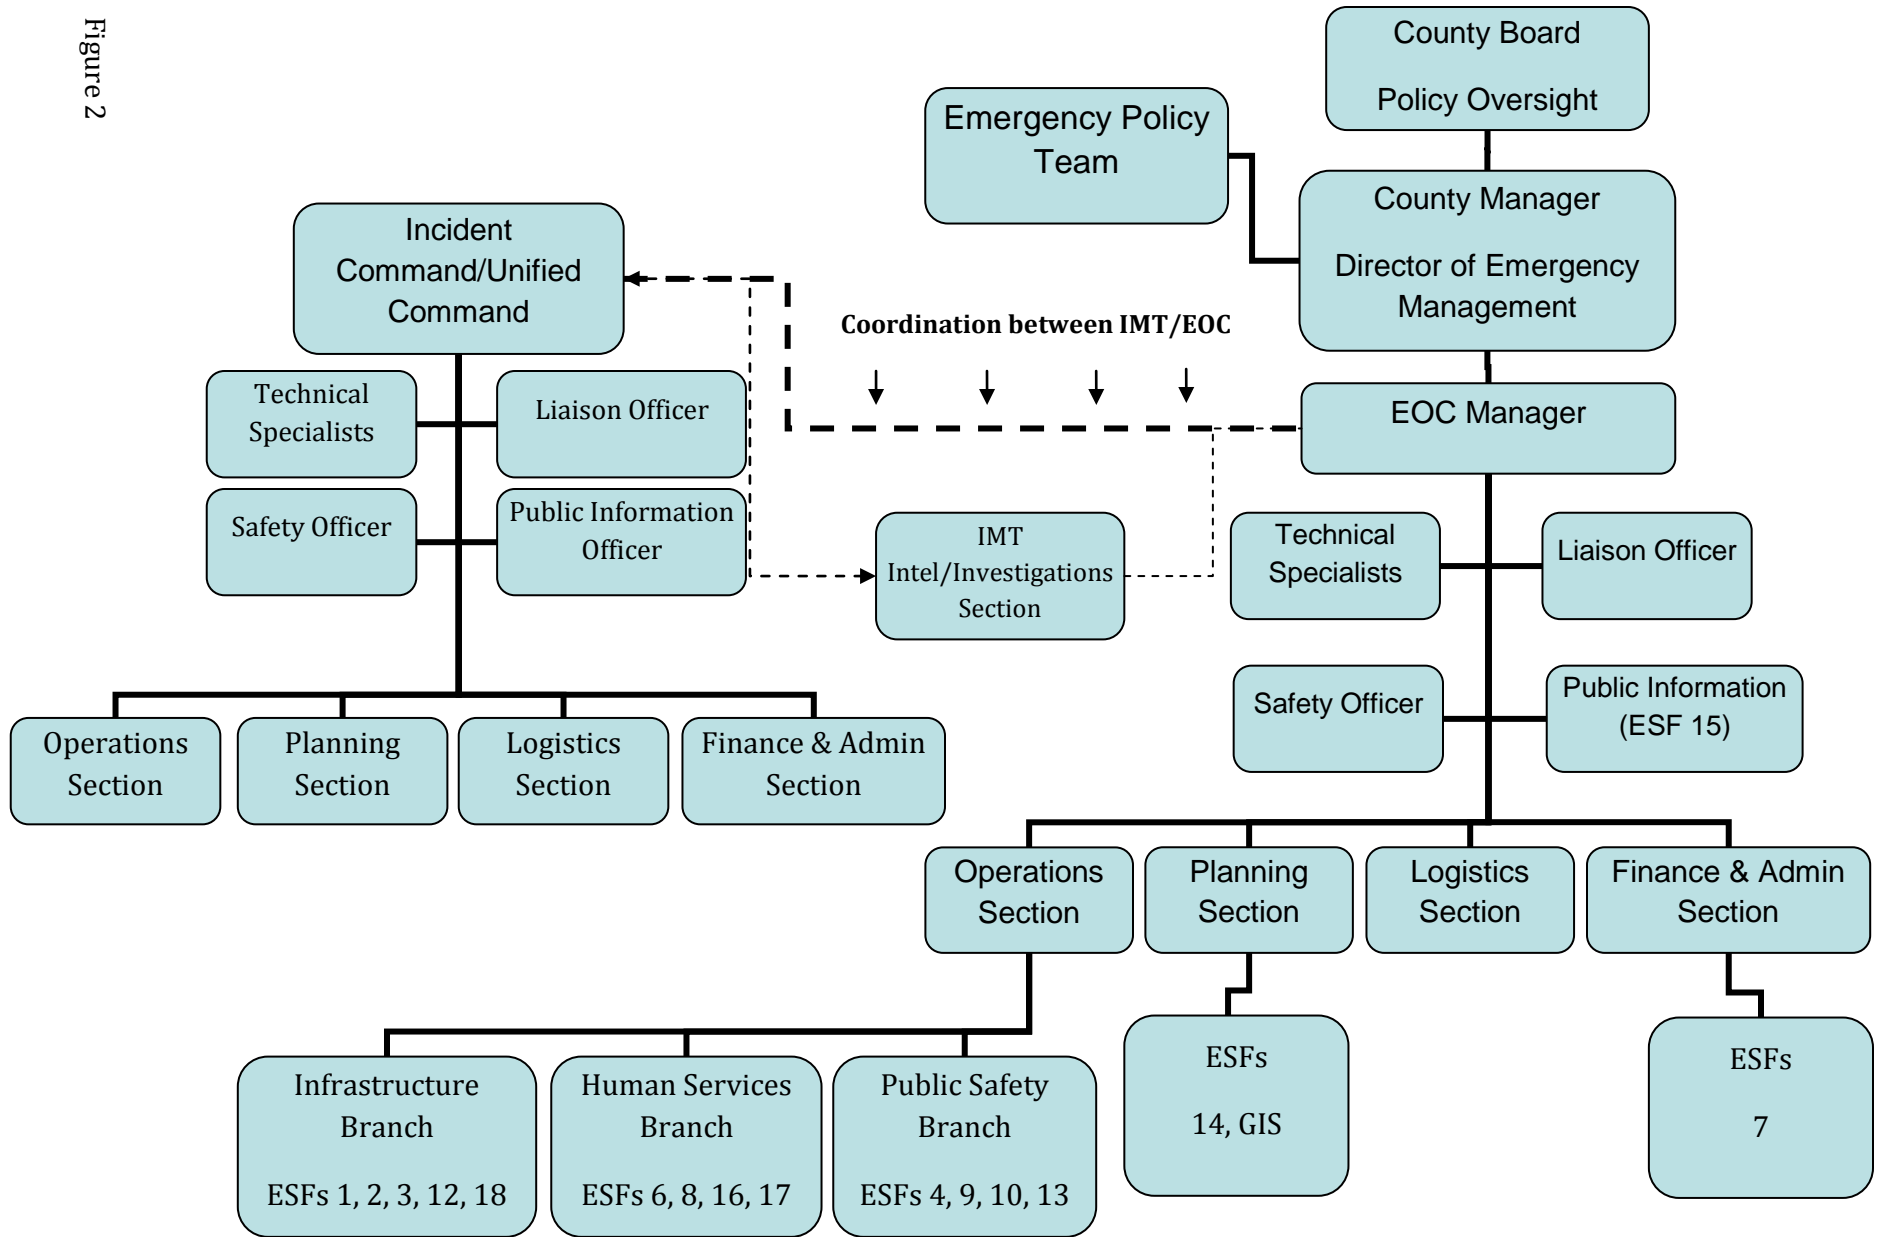 Figure 2
County Board
Policy Oversight
Emergency Policy
Team
County Manager
Director of Emergency
Management
Incident
Command/Unified
Command
Coordination between IMT/EOC
EOC Manager
Technical
Specialists
Liaison Officer
Safety Officer
Public Information
Officer
IMT
Intel/Investigations
Section
Technical
Specialists
Liaison Officer
Safety Officer
Public Information
(ESF 15)
Operations
Section
Planning
Section
Logistics
Section
Finance & Admin
Section
Operations
Section
Planning
Section
Logistics
Section
Finance & Admin
Section
Infrastructure
Branch
ESFs 1, 2, 3, 12, 18
Human Services
Branch
ESFs 6, 8, 16, 17
Public Safety
Branch
ESFs 4, 9, 10, 13
ESFs
14, GIS
ESFs
7